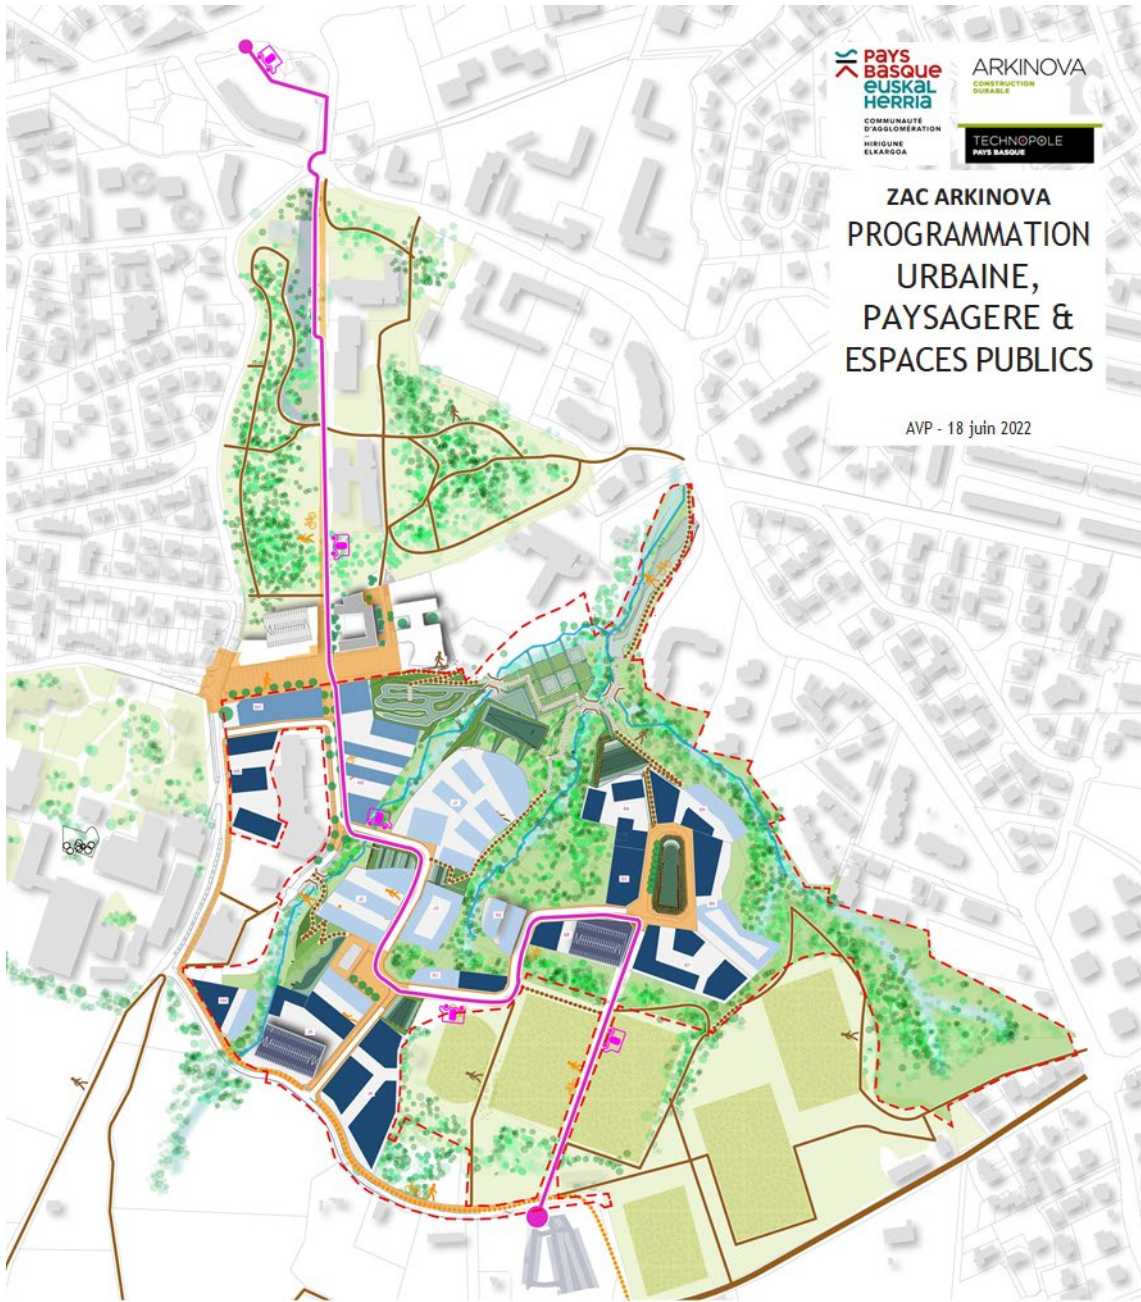 PAYS
BASQUE
EUSKAL
HERRIA
COMMUNAUTÉ
D'AGGLOMÉRATION
HIRIGUNE
ELKARGOA
ARKINOVA
CONSTRUCTION
DURABLE
TECHNOPOLE
PAYS BASQUE
ZAC ARKINOVA
PROGRAMMATION
URBAINE,
PAYSAGERE &
ESPACES PUBLICS
AVP - 18 juin 2022